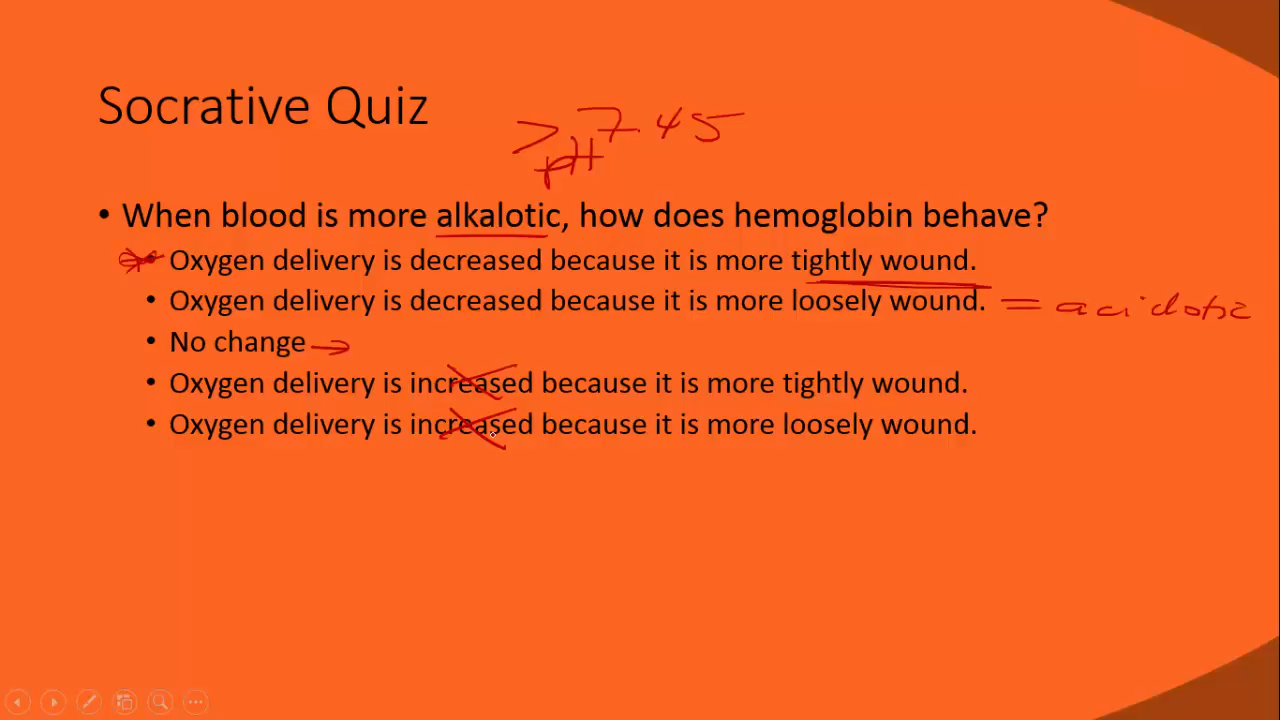 Socrative Quiz
> pH 7.45
• When blood is more alkalotic, how does hemoglobin behave?
Oxygen delivery is decreased because it is more tightly wound.
• Oxygen delivery is decreased because it is more loosely wound. = acidotic
• No change →
• Oxygen delivery is increased because it is more tightly wound.
• Oxygen delivery is increased because it is more loosely wound.